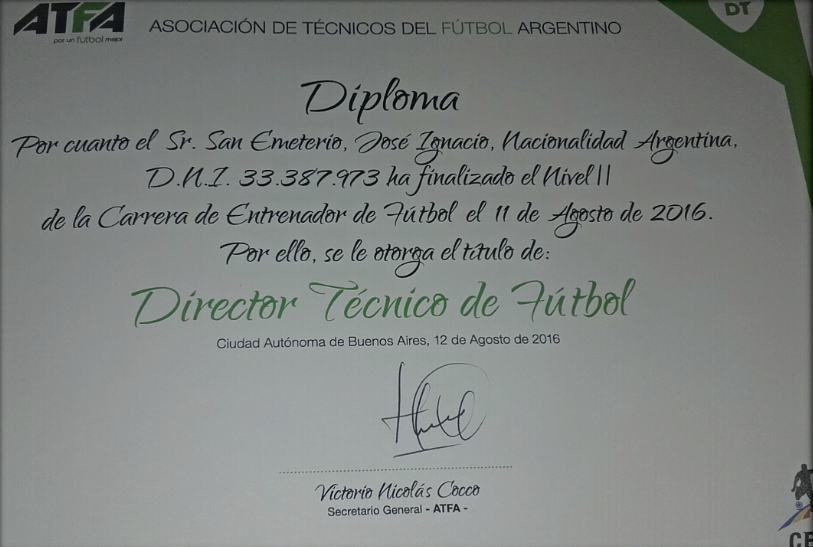 ATFA
por un fútbol mejor
ASOCIACIÓN DE TÉCNICOS DEL FÚTBOL ARGENTINO
DT
Diploma
Por cuanto el Sr. San Emeterio, José Ignacio, Nacionalidad Argentina,
D.N.I. 33.387.973 ha finalizado el Nivel II
de la Carrera de Entrenador de Fútbol el 11 de Agosto de 2016.
Por ello, se le otorga el título de:
Director Técnico de Fútbol
Ciudad Autónoma de Buenos Aires, 12 de Agosto de 2016
Victorio Nicolás Cocco
Secretario General - ATFA -